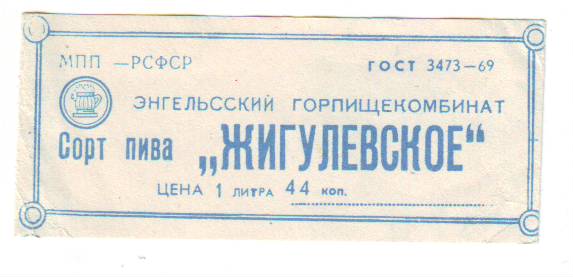 МПП —РСФСР ГОСТ 3473—69
ЭНГЕЛЬССКИЙ ГОРПИЩЕКОМБИНАТ
Сорт пива „ЖИГУЛЕВСКОЕ“
ЦЕНА 1 ЛИТРА 44 коп.